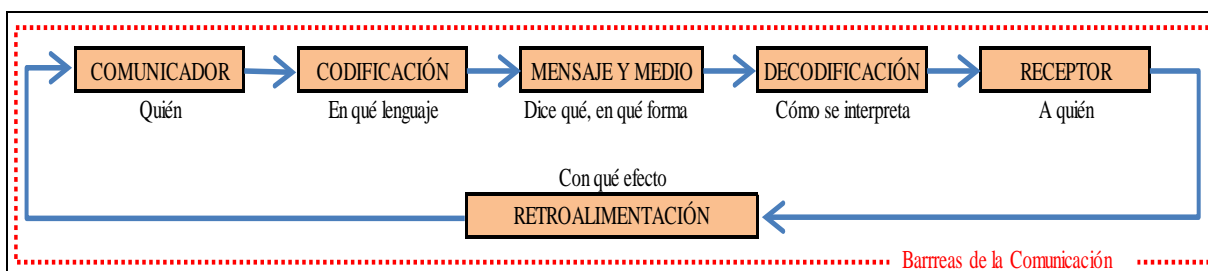 COMUNICADOR CODIFICACIÓN MENSAJE Y MEDIO DECODIFICACIÓN RECEPTOR
Quién En qué lenguaje Dice qué, en qué forma Cómo se interpreta A quién
Con qué efecto
RETROALIMENTACIÓN
Barrreas de la Comunicación